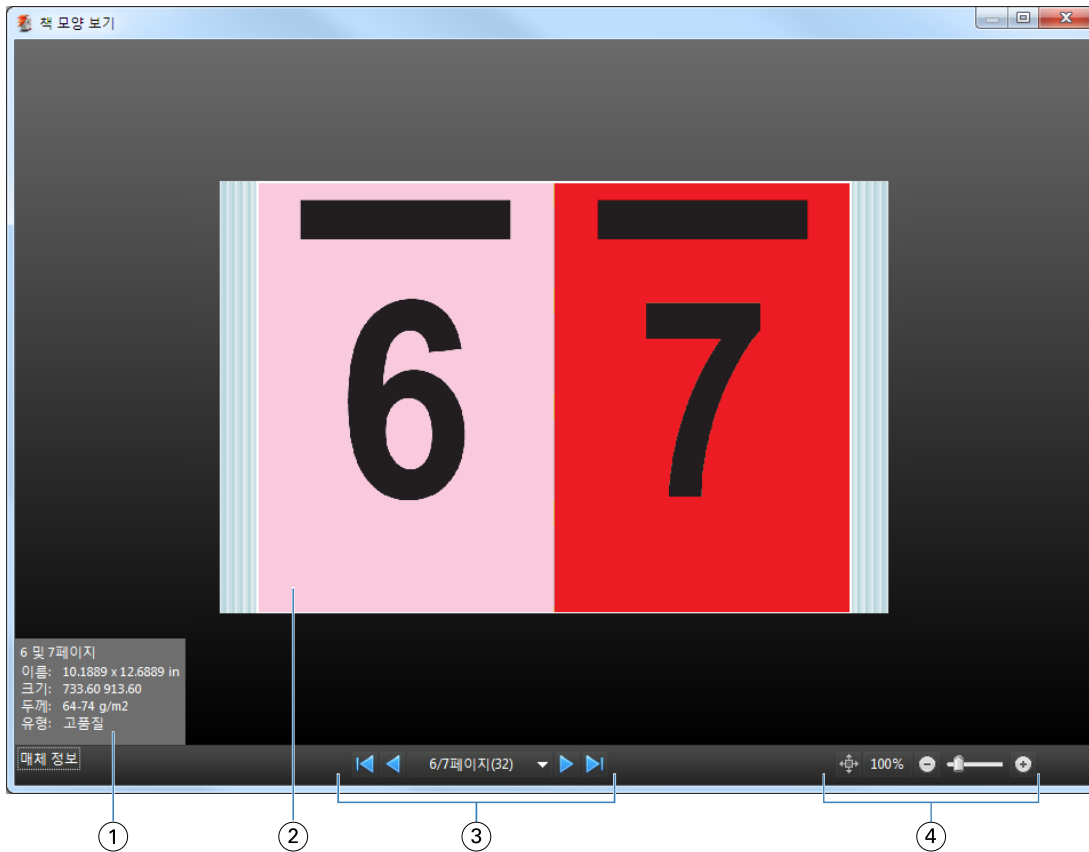 책 모양 보기
6
7
6 및 7페이지
이름: 10.1889 x 12.6889 in
크기: 733.60 913.60
두께: 64-74 g/m2
유형: 고품질
매체 정보
6/7페이지(32)
100%
1
2
3
4